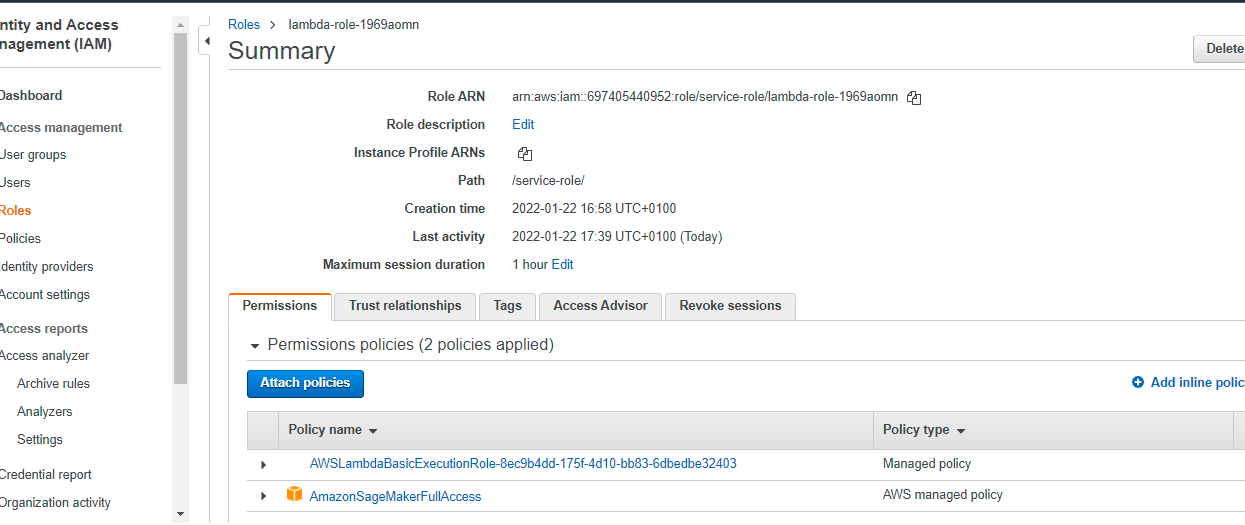 ntity and Access
nagement (IAM)
Dashboard
Access management
User groups
Users
Roles
Policies
Identity providers
Account settings
Access reports
Access analyzer
Archive rules
Analyzers
Settings
Credential report
Organization activity
Roles > lambda-role-1969aomn
Summary
Delete
Role ARN arn:aws:iam::697405440952:role/service-role/lambda-role-1969aomn
Role description Edit
Instance Profile ARNs
Path /service-role/
Creation time 2022-01-22 16:58 UTC+0100
Last activity 2022-01-22 17:39 UTC+0100 (Today)
Maximum session duration 1 hour Edit
Permissions Trust relationships Tags Access Advisor Revoke sessions
Permissions policies (2 policies applied)
Attach policies Add inline polic
Policy name Policy type
AWSLambdaBasicExecutionRole-8ec9b4dd-175f-4d10-bb83-6dbedbe32403 Managed policy
AmazonSageMakerFullAccess AWS managed policy